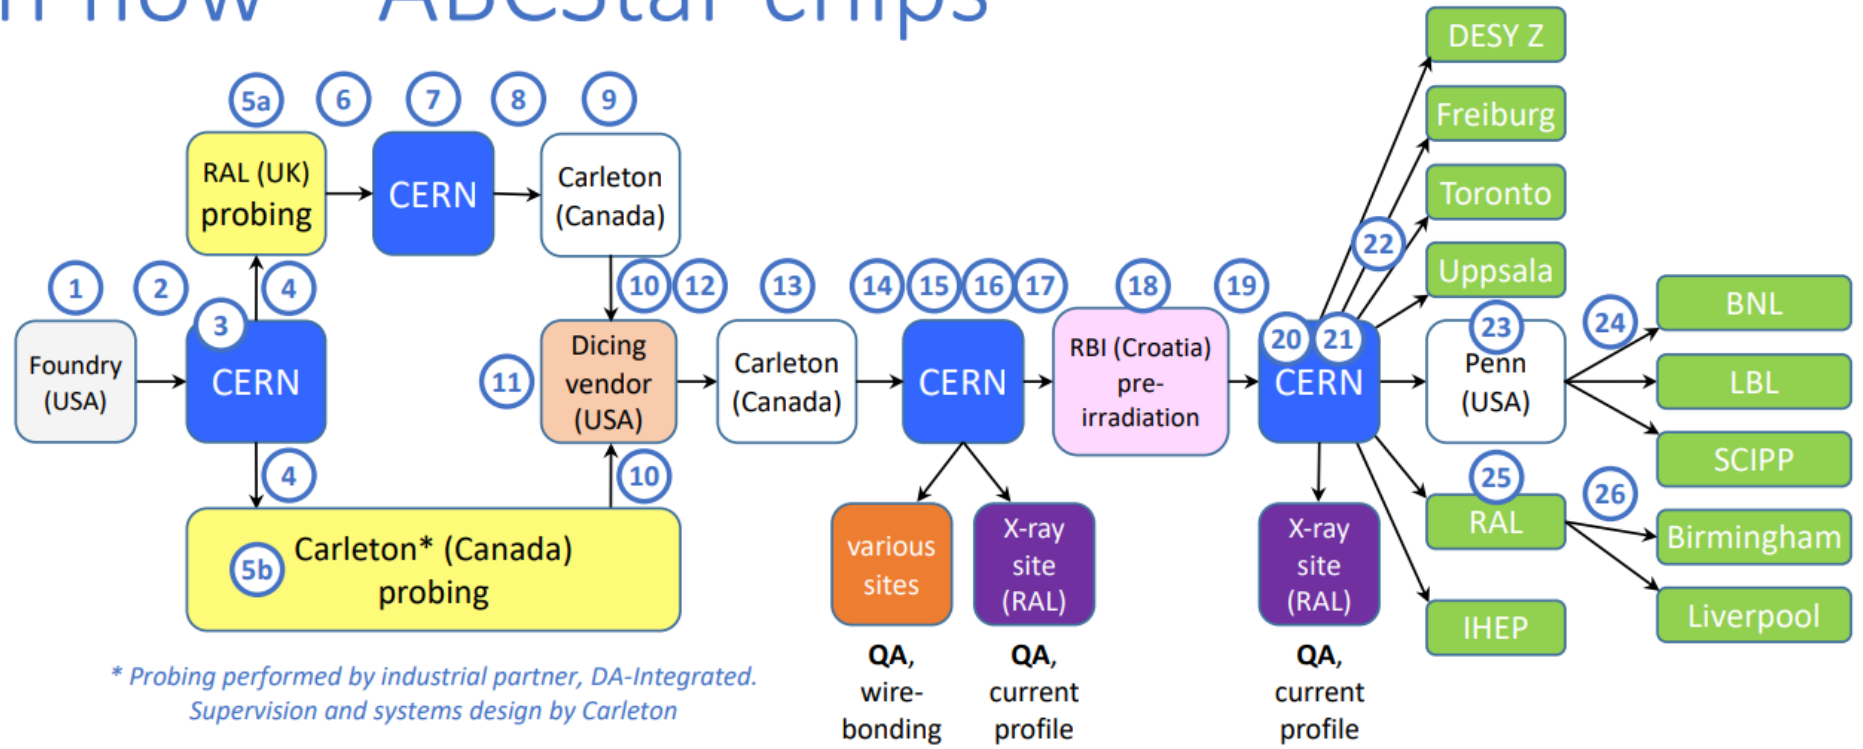 ABCStar chips
DESY Z
5a
6
7
8
9
Freiburg
RAL (UK)
probing
CERN
Carleton
(Canada)
Toronto
22
Uppsala
1
2
3
4
10
12
13
14
15
16
17
18
19
Foundry
(USA)
CERN
11
Dicing
vendor
(USA)
Carleton
(Canada)
CERN
RBI (Croatia)
pre-
irradiation
20
21
CERN
23
Penn
(USA)
24
BNL
LBL
SCIPP
4
10
5b
Carleton* (Canada)
probing
various
sites
X-ray
site
(RAL)
X-ray
site
(RAL)
25
RAL
26
Birmingham
Liverpool
IHEP
QA,
wire-
bonding
QA,
current
profile
QA,
current
profile
* Probing performed by industrial partner, DA-Integrated.
Supervision and systems design by Carleton